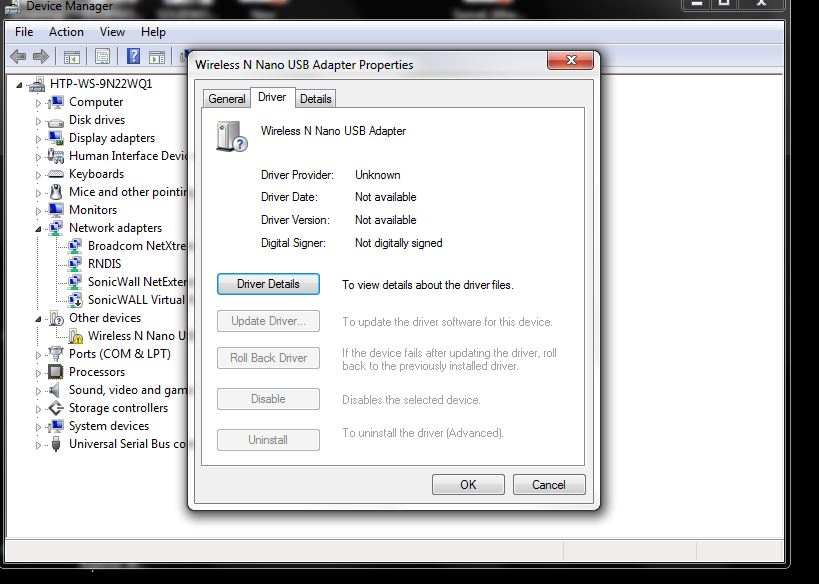 Device Manager
File Action View Help
HTP-WS-9N22WQ1
Computer
Disk drives
Display adapters
Human Interface Devic
Keyboards
Mice and other pointin
Monitors
Network adapters
Broadcom NetXtre
RNDIS
SonicWall NetExter
SonicWALL Virtual
Other devices
Wireless N Nano U
Ports (COM & LPT)
Processors
Sound, video and gam
Storage controllers
System devices
Universal Serial Bus co
Wireless N Nano USB Adapter Properties
General Driver Details
Wireless N Nano USB Adapter
Driver Provider: Unknown
Driver Date: Not available
Driver Version: Not available
Digital Signer: Not digitally signed
Driver Details To view details about the driver files.
Update Driver... To update the driver software for this device.
Roll Back Driver If the device fails after updating the driver, roll
back to the previously installed driver.
Disable Disables the selected device.
Uninstall To uninstall the driver (Advanced).
OK Cancel